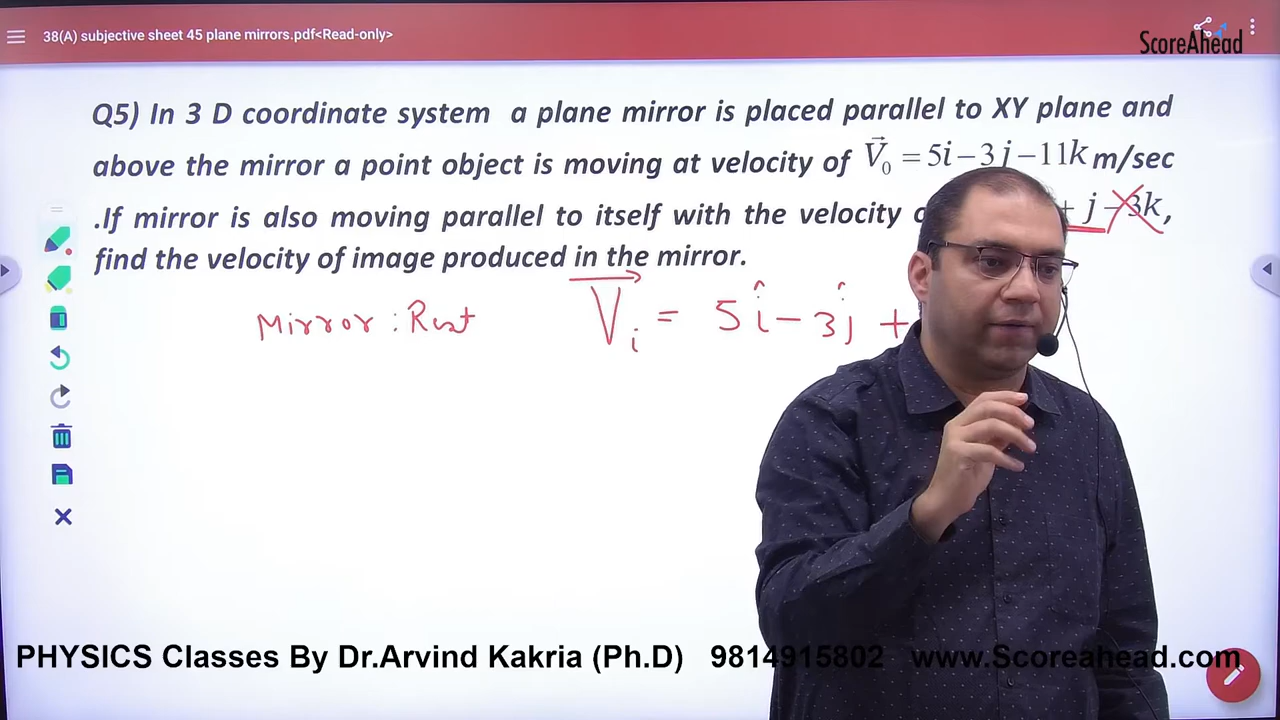 38(A) subjective sheet 45 plane mirrors.pdf<Read-only>
ScoreAhead
Q5) In 3 D coordinate system a plane mirror is placed parallel to XY plane and
above the mirror a point object is moving at velocity of V⃗₀ = 5i – 3j – 11k m/sec
.If mirror is also moving parallel to itself with the velocity + j – 3k,
find the velocity of image produced in the mirror.
Mirror : Rest V⃗ᵢ = 5î – 3ĵ +
PHYSICS Classes By Dr.Arvind Kakria (Ph.D) 9814915802 www.Scoreahead.com